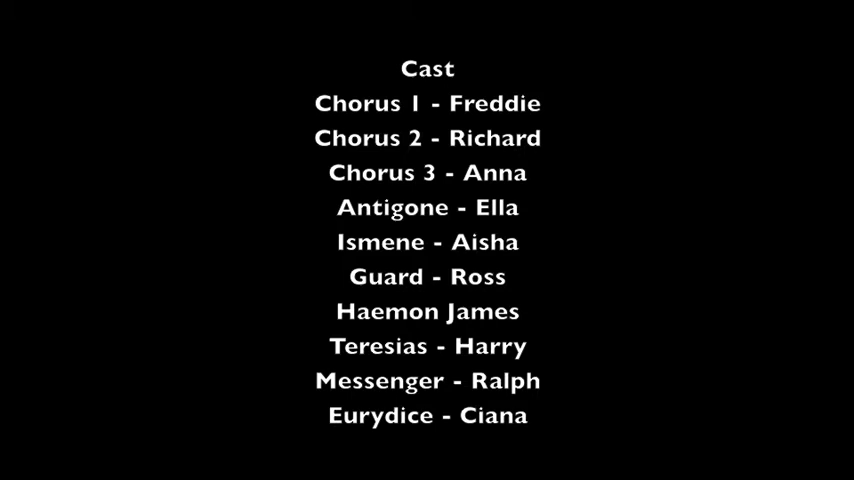 Cast
Chorus 1 - Freddie
Chorus 2 - Richard
Chorus 3 - Anna
Antigone - Ella
Ismene - Aisha
Guard - Ross
Haemon James
Teresias - Harry
Messenger - Ralph
Eurydice - Ciana